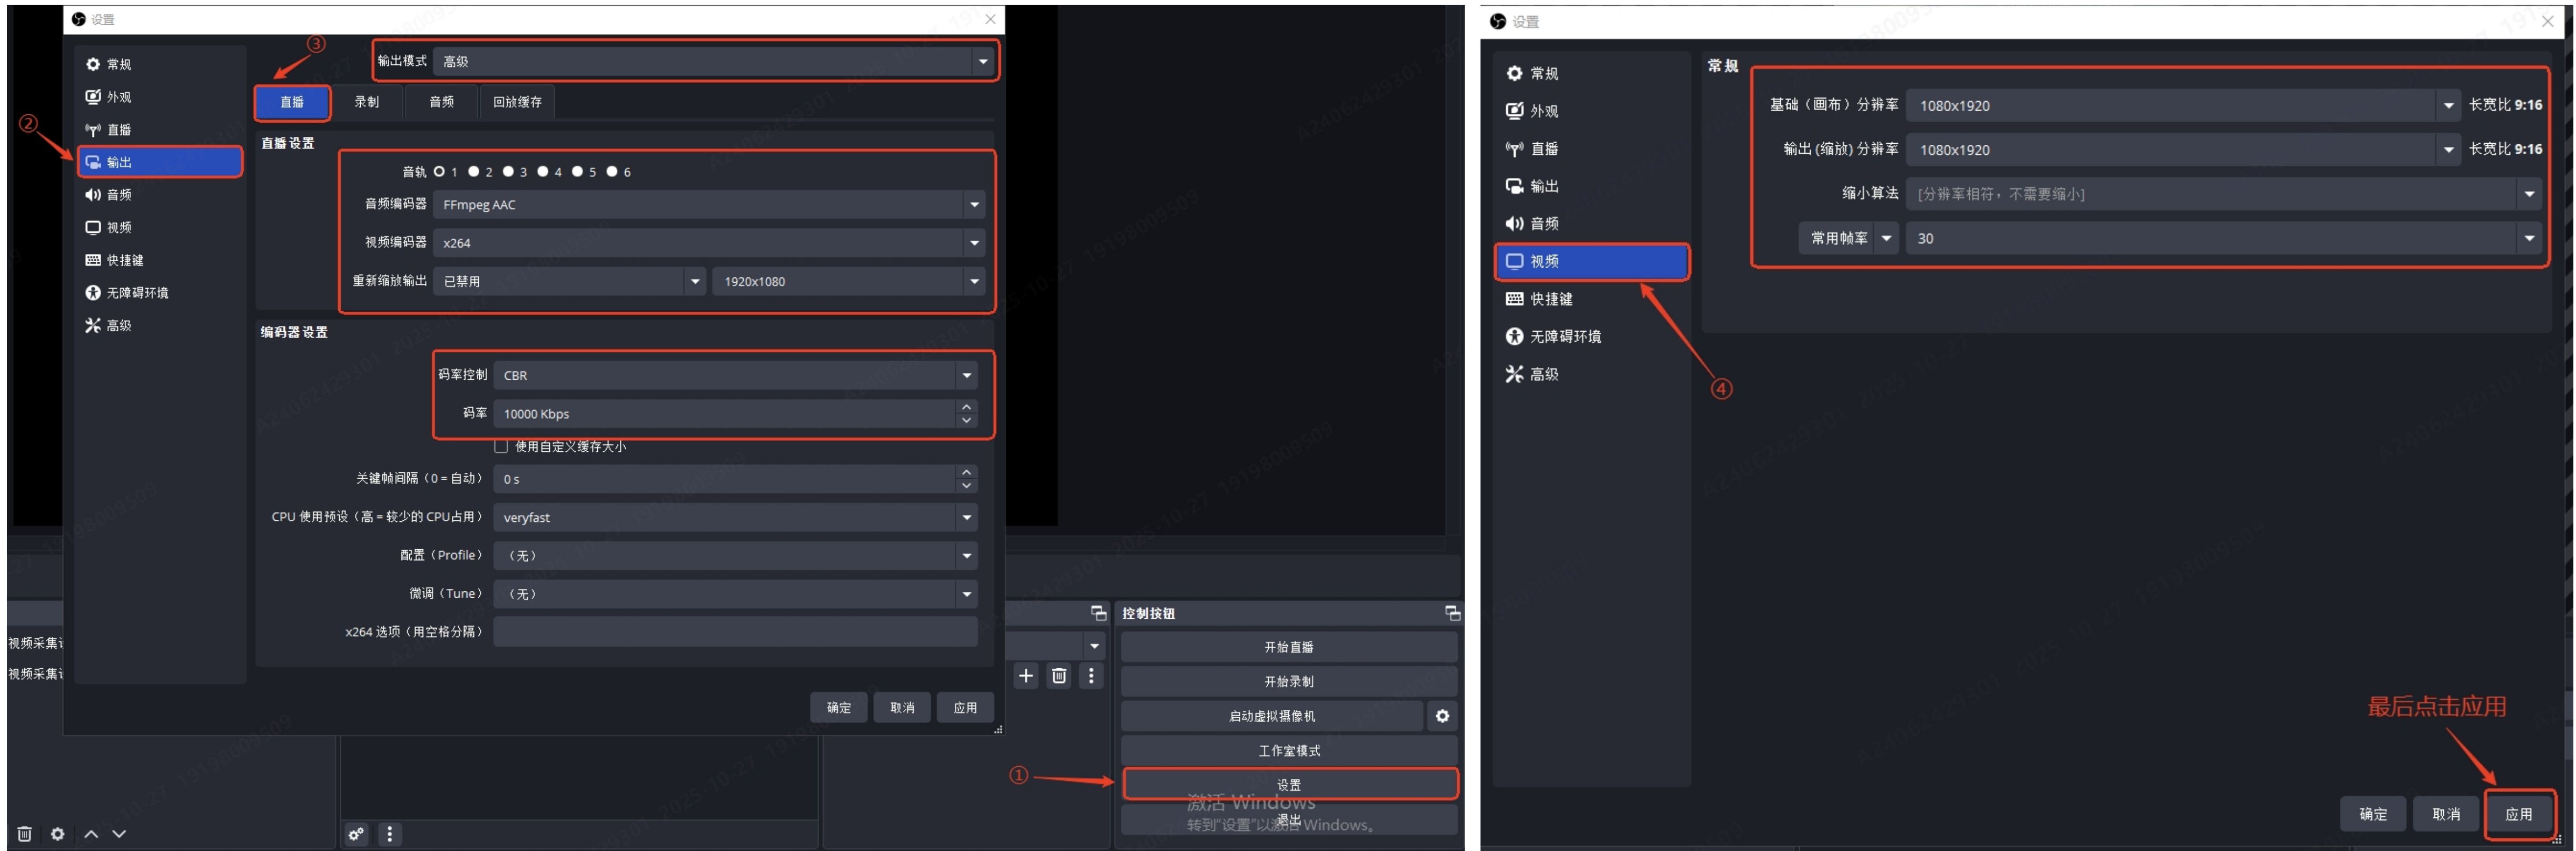 设置
常规
外观
直播
输出
音频
视频
快捷键
无障碍环境
高级
②
③
输出模式 高级
直播 录制 音频 回放缓存
直播设置
音轨 1 2 3 4 5 6
音频编码器 FFmpeg AAC
视频编码器 x264
重新缩放输出 已禁用 1920x1080
编码器设置
码率控制 CBR
码率 10000 Kbps
使用自定义缓存大小
关键帧间隔（0 = 自动） 0 s
CPU 使用预设（高 = 较少的 CPU占用） veryfast
配置（Profile） （无）
微调（Tune） （无）
x264 选项（用空格分隔）
确定 取消 应用
视频采集
视频采集
控制按钮
开始直播
开始录制
启动虚拟摄像机
工作室模式
①
设置
退出
激活 Windows
转到"设置"以激活 Windows。
设置
常规
外观
直播
输出
音频
视频
快捷键
无障碍环境
高级
④
常规
基础（画布）分辨率 1080x1920 长宽比 9:16
输出 (缩放) 分辨率 1080x1920 长宽比 9:16
缩小算法 [分辨率相符，不需要缩小]
常用帧率 30
最后点击应用
确定 取消 应用